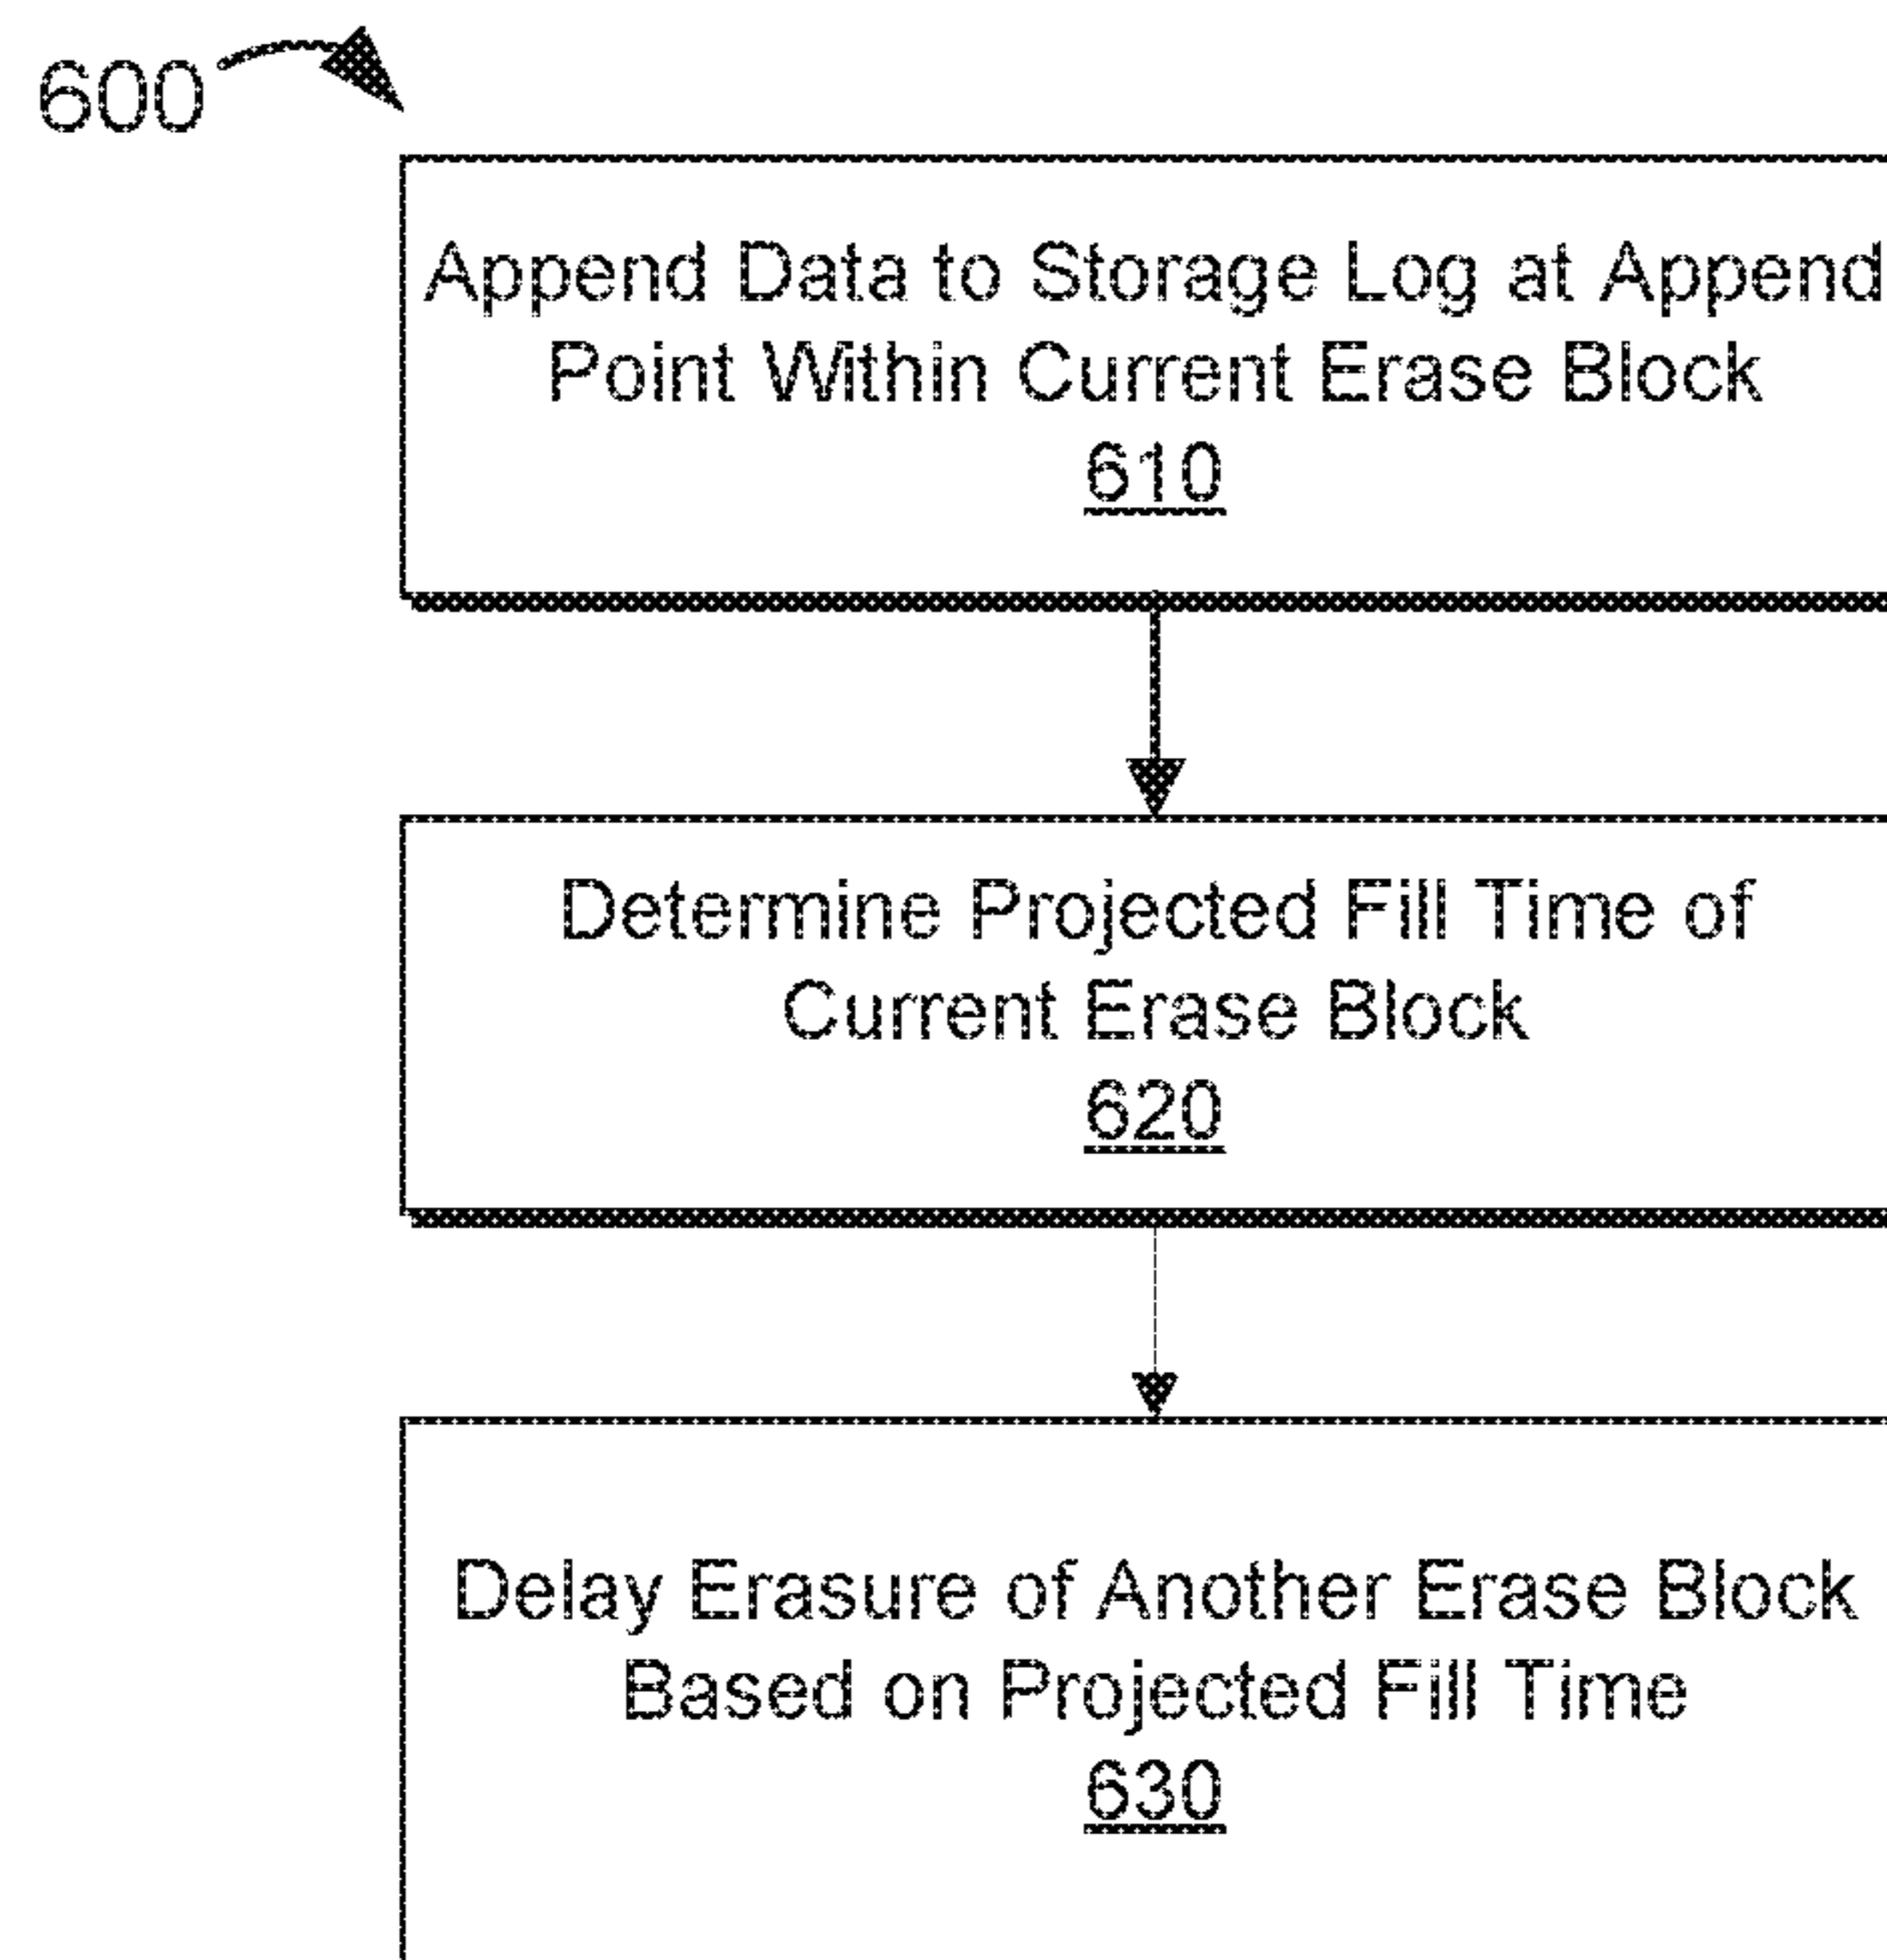 600
Append Data to Storage Log at Append
Point Within Current Erase Block
610
Determine Projected Fill Time of
Current Erase Block
620
Delay Erasure of Another Erase Block
Based on Projected Fill Time
630